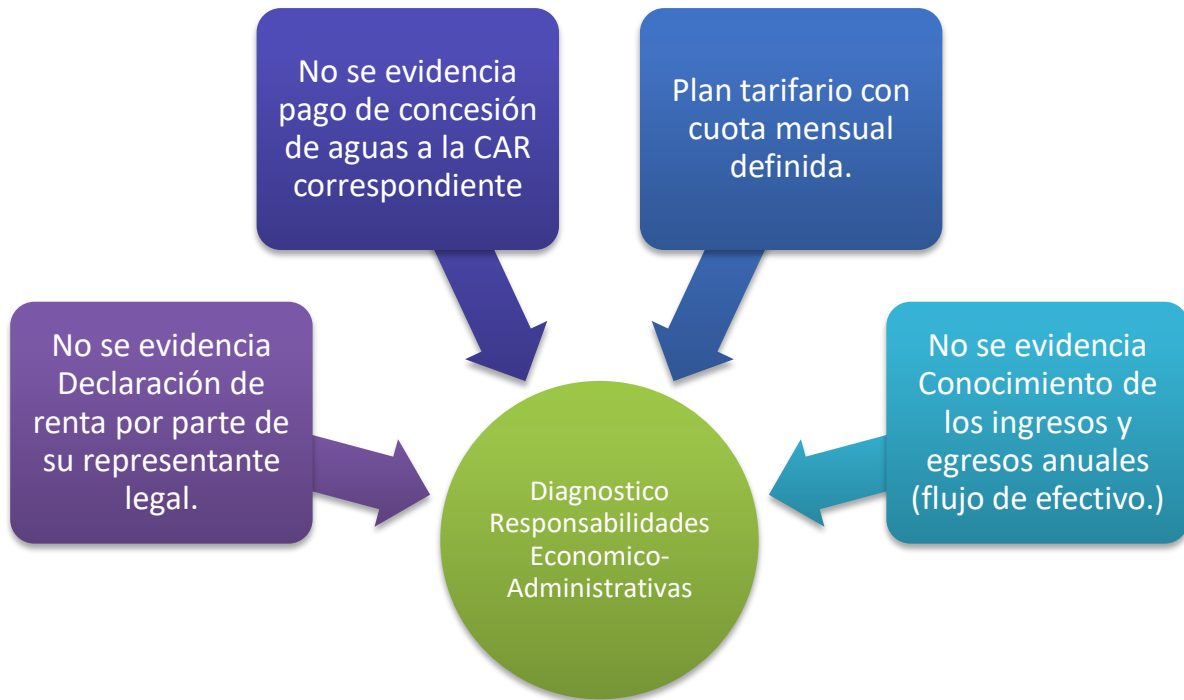 No se evidencia
pago de concesión
de aguas a la CAR
correspondiente
Plan tarifario con
cuota mensual
definida.
No se evidencia
Declaración de
renta por parte de
su representante
legal.
No se evidencia
Conocimiento de
los ingresos y
egresos anuales
(flujo de efectivo.)
Diagnostico
Responsabilidades
Economico-
Administrativas